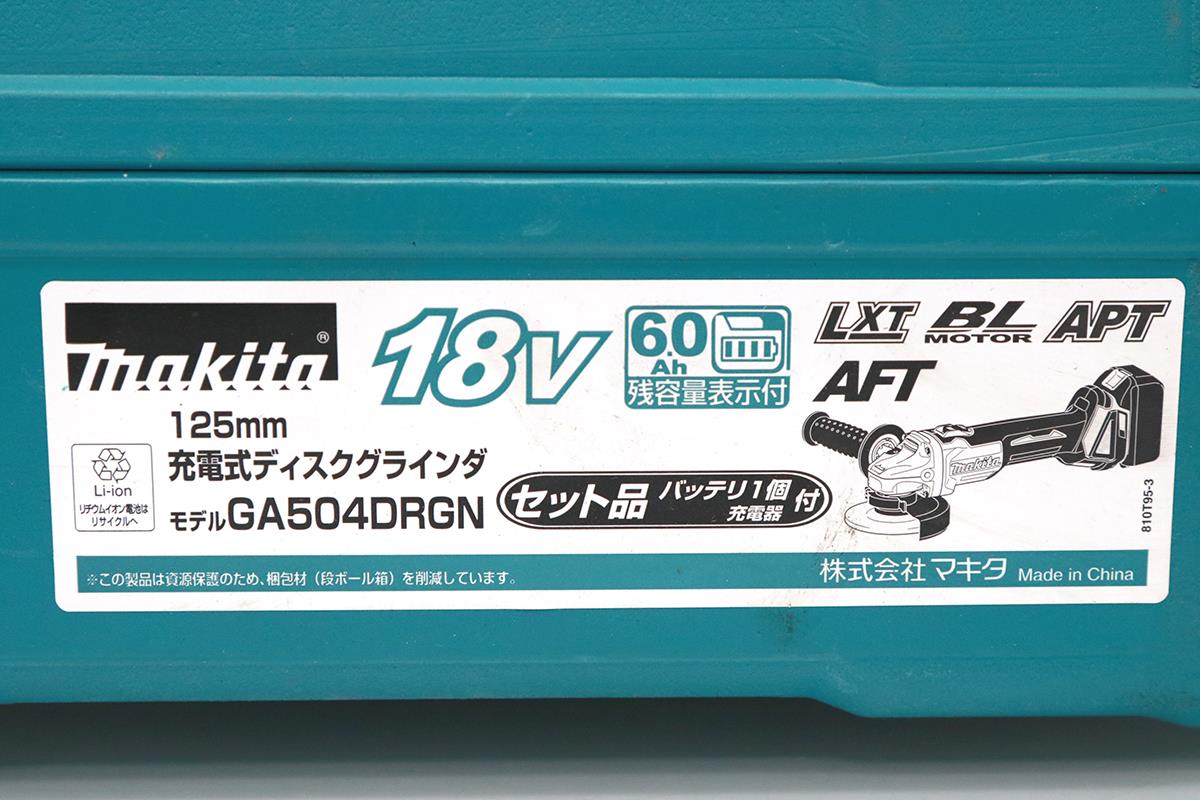 makita®
18V
6.0
Ah
残容量表示付
LXT BL MOTOR APT
AFT
125mm
充電式ディスクグラインダ
モデルGA504DRGN
Li-ion
リチウムイオン電池は
リサイクルへ
セット品 バッテリ1個 充電器 付
makita
810T95-3
※この製品は資源保護のため、梱包材（段ボール箱）を削減しています。
株式会社マキタ Made in China